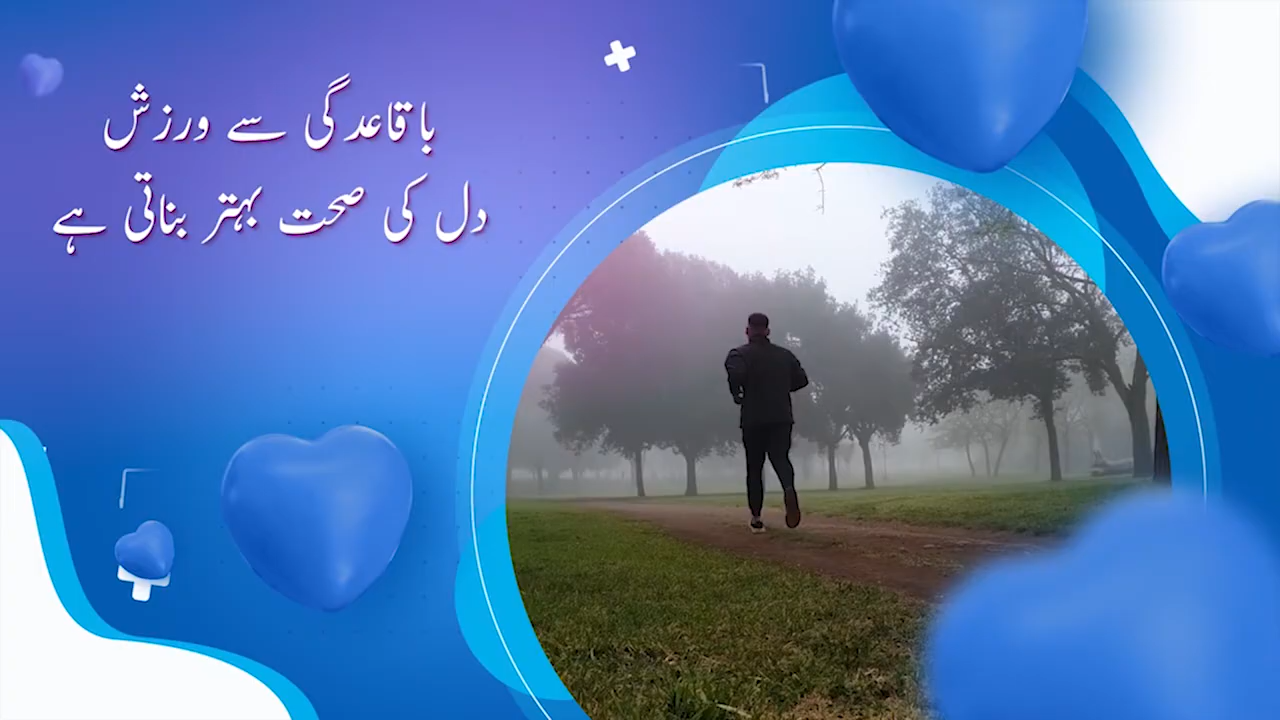 باقاعدگی سے ورزش
دل کی صحت بہتر بناتی ہے